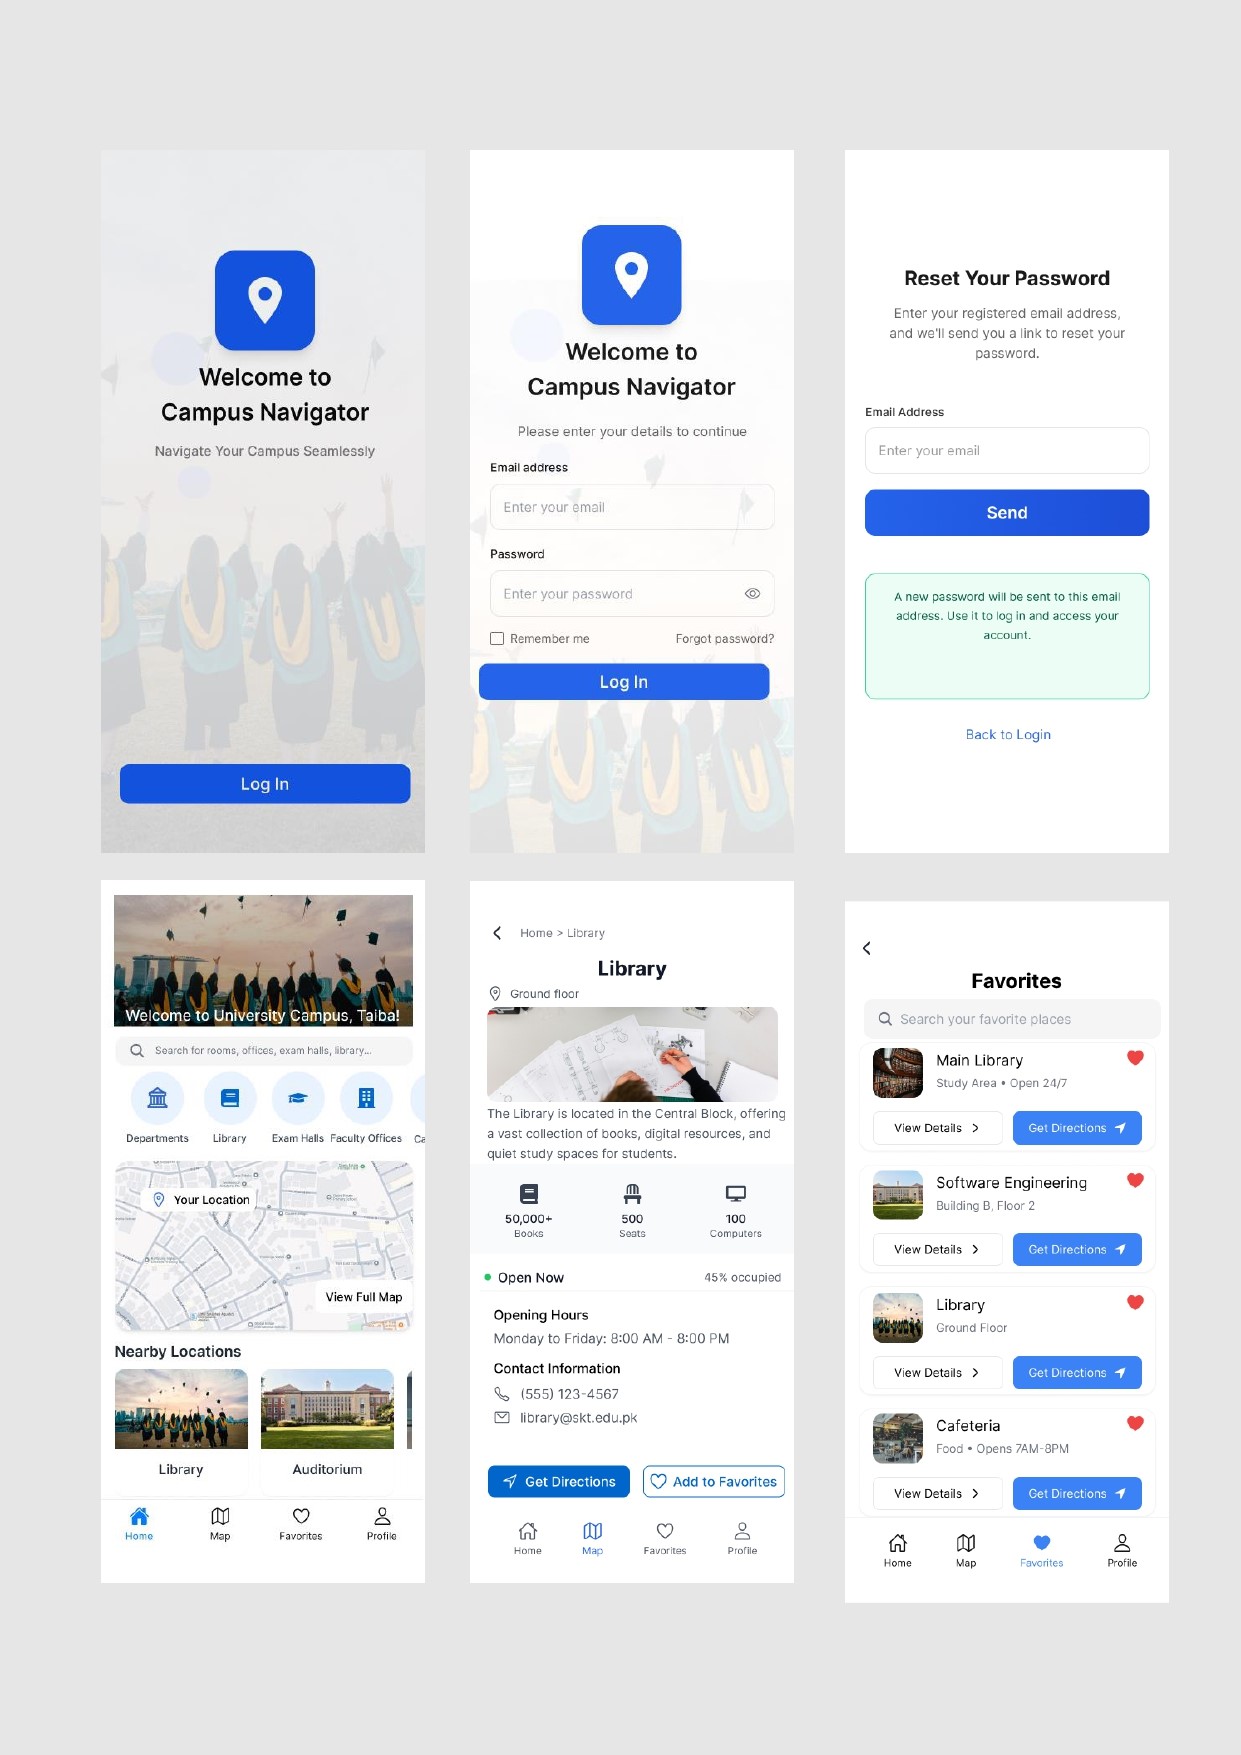 Welcome to
Campus Navigator
Navigate Your Campus Seamlessly
Log In
Welcome to
Campus Navigator
Please enter your details to continue
Email address
Enter your email
Password
Enter your password
Remember me
Forgot password?
Log In
Reset Your Password
Enter your registered email address,
and we'll send you a link to reset your
password.
Email Address
Enter your email
Send
A new password will be sent to this email
address. Use it to log in and access your
account.
Back to Login
Welcome to University Campus, Taiba!
Search for rooms, offices, exam halls, library...
Departments
Library
Exam Halls
Faculty Offices
Ca
Your Location
View Full Map
Nearby Locations
Library
Auditorium
Home
Map
Favorites
Profile
Home > Library
Library
Ground floor
The Library is located in the Central Block, offering
a vast collection of books, digital resources, and
quiet study spaces for students.
50,000+
Books
500
Seats
100
Computers
Open Now
45% occupied
Opening Hours
Monday to Friday: 8:00 AM - 8:00 PM
Contact Information
(555) 123-4567
library@skt.edu.pk
Get Directions
Add to Favorites
Home
Map
Favorites
Profile
Favorites
Search your favorite places
Main Library
Study Area • Open 24/7
View Details
Get Directions
Software Engineering
Building B, Floor 2
View Details
Get Directions
Library
Ground Floor
View Details
Get Directions
Cafeteria
Food • Opens 7AM-8PM
View Details
Get Directions
Home
Map
Favorites
Profile